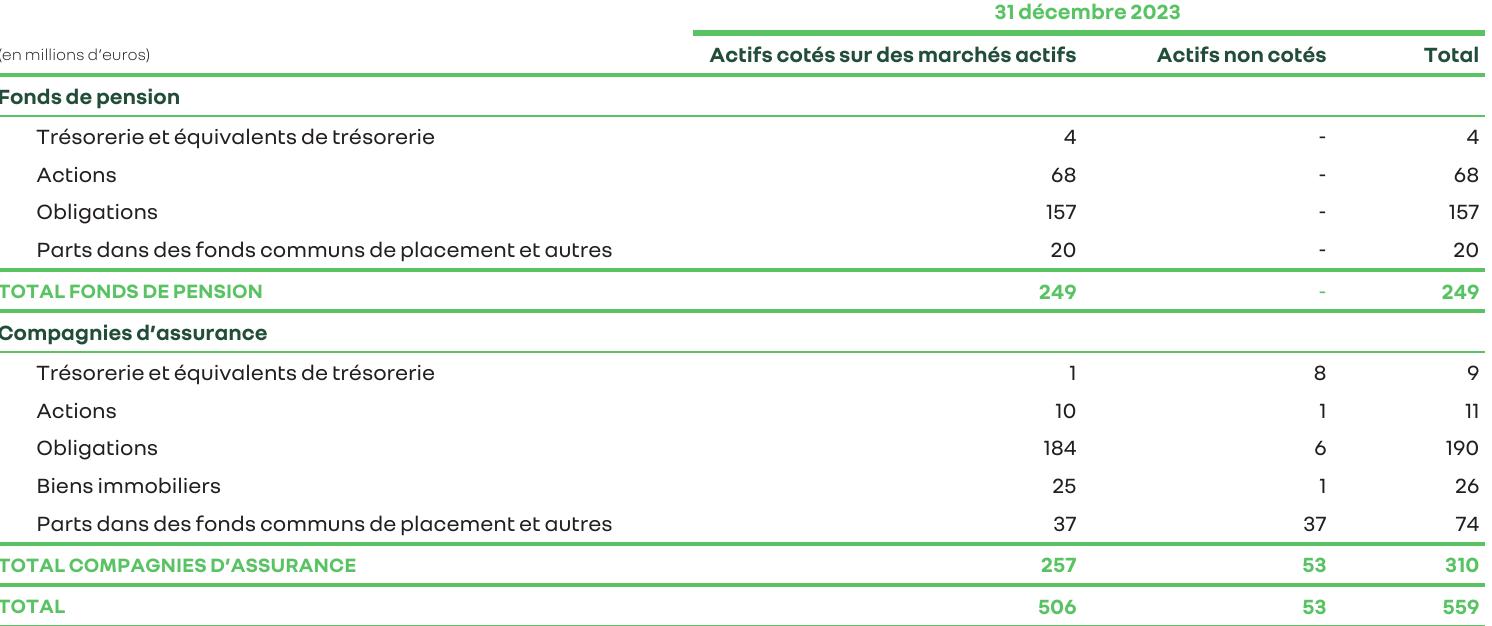 31 décembre 2023
(en millions d’euros) Actifs cotés sur des marchés actifs Actifs non cotés Total
Fonds de pension
Trésorerie et équivalents de trésorerie 4 - 4
Actions 68 - 68
Obligations 157 - 157
Parts dans des fonds communs de placement et autres 20 - 20
TOTAL FONDS DE PENSION 249 - 249
Compagnies d’assurance
Trésorerie et équivalents de trésorerie 1 8 9
Actions 10 1 11
Obligations 184 6 190
Biens immobiliers 25 1 26
Parts dans des fonds communs de placement et autres 37 37 74
TOTAL COMPAGNIES D’ASSURANCE 257 53 310
TOTAL 506 53 559